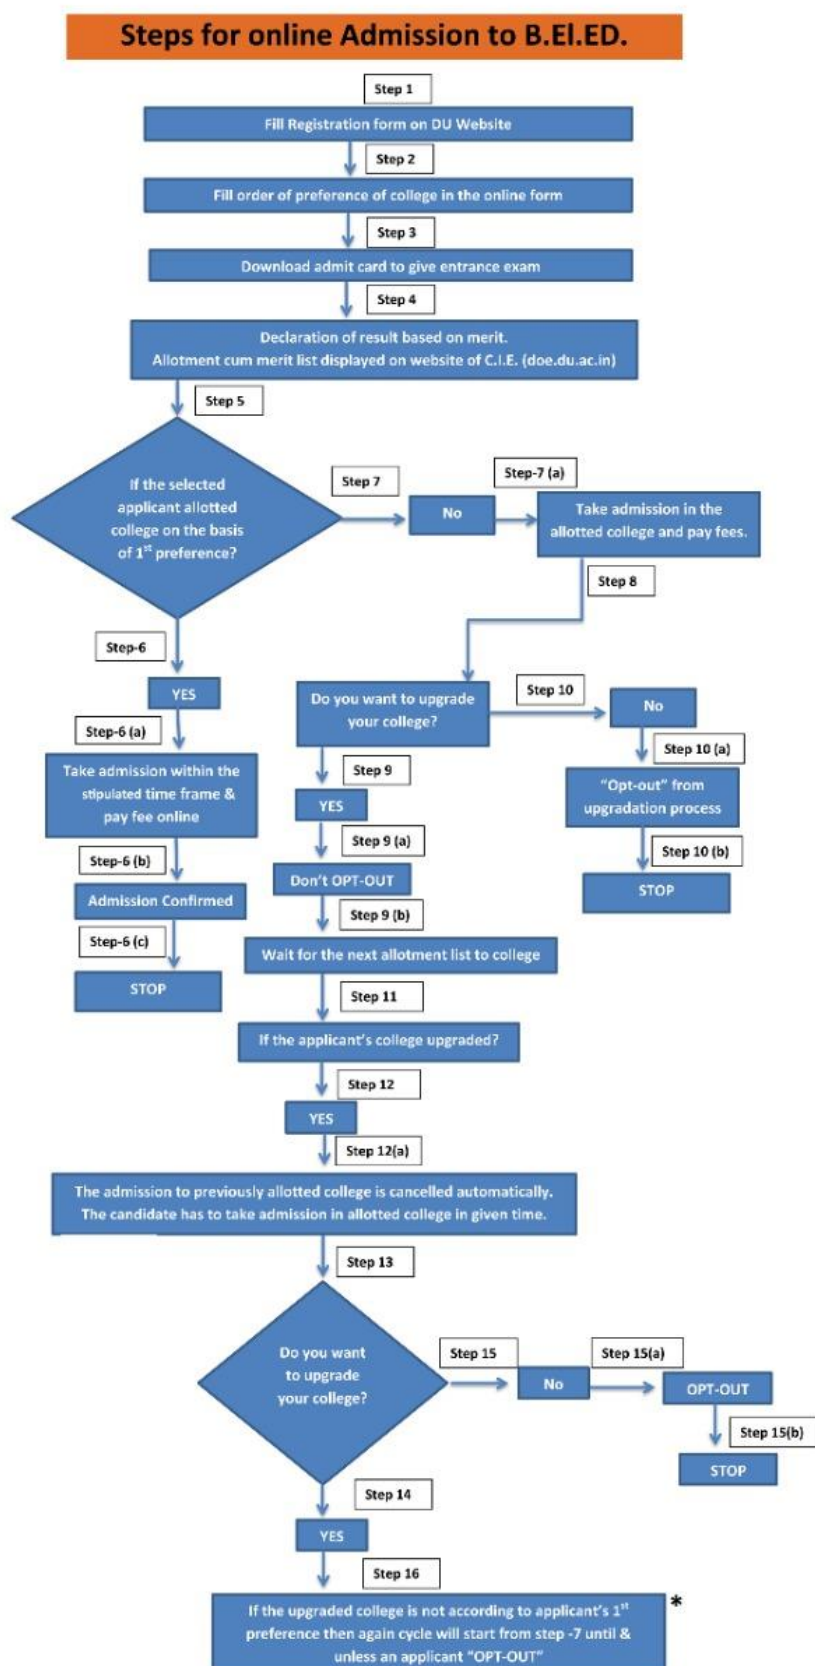 Steps for online Admission to B.El.ED.
Step 1
Fill Registration form on DU Website
Step 2
Fill order of preference of college in the online form
Step 3
Download admit card to give entrance exam
Step 4
Declaration of result based on merit.
Allotment cum merit list displayed on website of C.I.E. (doe.du.ac.in)
Step 5
If the selected
applicant allotted
college on the basis
of 1st preference?
Step 7
No
Step-7 (a)
Take admission in the
allotted college and pay fees.
Step 8
Step-6
YES
Step-6 (a)
Take admission within the
stipulated time frame &
pay fee online
Step-6 (b)
Admission Confirmed
Step-6 (c)
STOP
Do you want to upgrade
your college?
Step 10
No
Step 10 (a)
"Opt-out" from
upgradation process
Step 10 (b)
STOP
Step 9
YES
Step 9 (a)
Don't OPT-OUT
Step 9 (b)
Wait for the next allotment list to college
Step 11
If the applicant's college upgraded?
Step 12
YES
Step 12(a)
The admission to previously allotted college is cancelled automatically.
The candidate has to take admission in allotted college in given time.
Step 13
Do you want
to upgrade
your college?
Step 15
No
Step 15(a)
OPT-OUT
Step 15(b)
STOP
Step 14
YES
Step 16
If the upgraded college is not according to applicant's 1st
preference then again cycle will start from step -7 until &
unless an applicant "OPT-OUT"
*